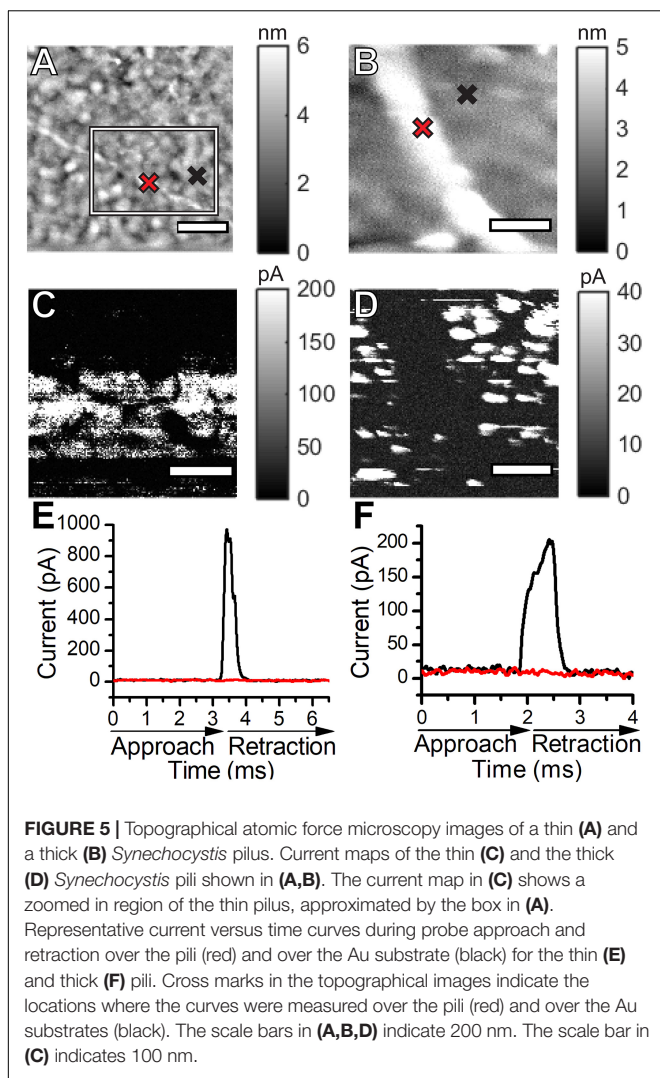 nm
6
4
2
0
A
nm
5
4
3
2
1
0
B
pA
200
150
100
50
0
C
pA
40
30
20
10
0
D
E
1000
800
600
400
200
0
Current (pA)
0 1 2 3 4 5 6
Approach Retraction
Time (ms)
F
200
150
100
50
0
Current (pA)
0 1 2 3 4
Approach Retraction
Time (ms)
FIGURE 5 | Topographical atomic force microscopy images of a thin (A) and
a thick (B) Synechocystis pilus. Current maps of the thin (C) and the thick
(D) Synechocystis pili shown in (A,B). The current map in (C) shows a
zoomed in region of the thin pilus, approximated by the box in (A).
Representative current versus time curves during probe approach and
retraction over the pili (red) and over the Au substrate (black) for the thin (E)
and thick (F) pili. Cross marks in the topographical images indicate the
locations where the curves were measured over the pili (red) and over the Au
substrates (black). The scale bars in (A,B,D) indicate 200 nm. The scale bar in
(C) indicates 100 nm.